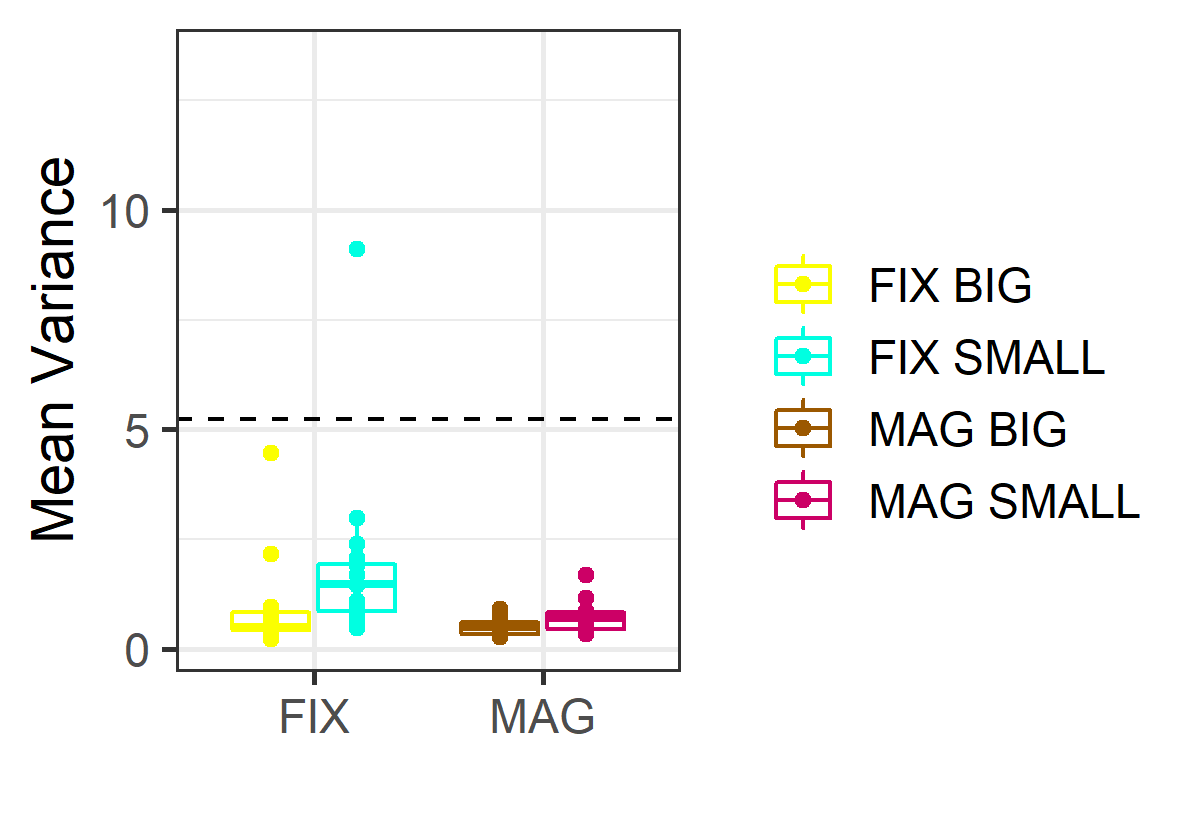 Mean Variance
10
5
0
FIX
MAG
FIX BIG
FIX SMALL
MAG BIG
MAG SMALL